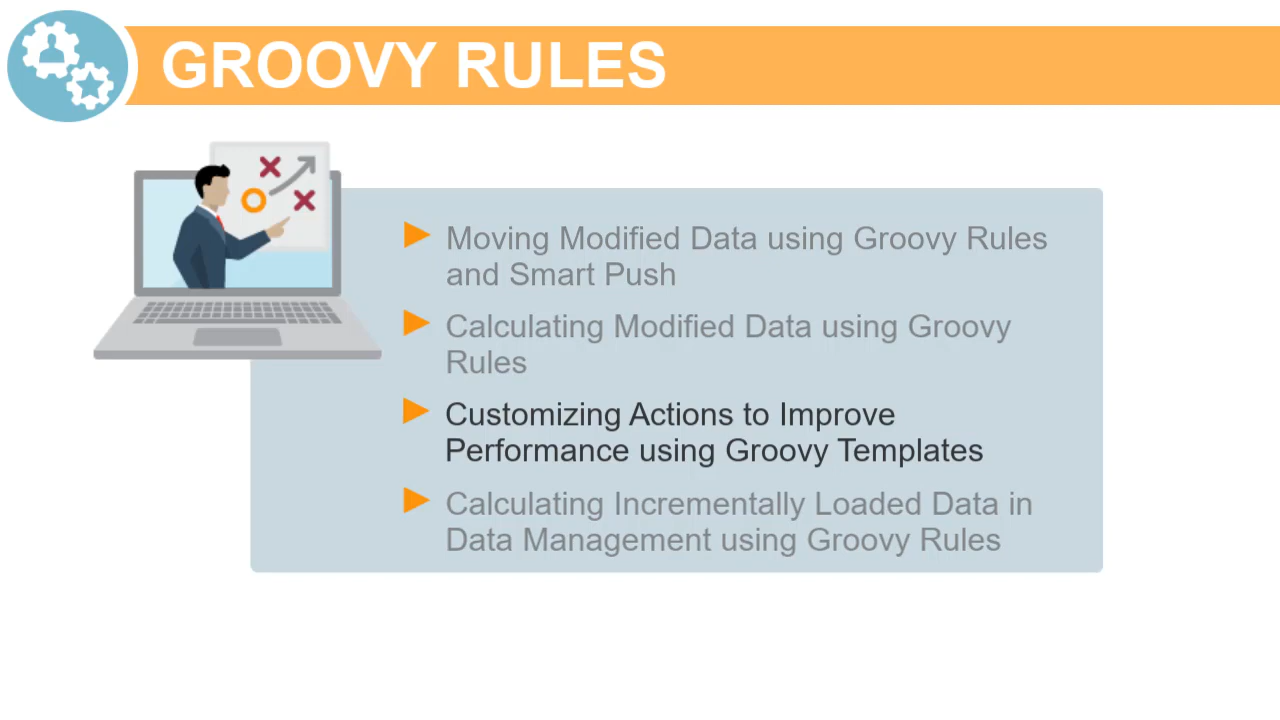 GROOVY RULES
Moving Modified Data using Groovy Rules
and Smart Push
Calculating Modified Data using Groovy
Rules
Customizing Actions to Improve
Performance using Groovy Templates
Calculating Incrementally Loaded Data in
Data Management using Groovy Rules